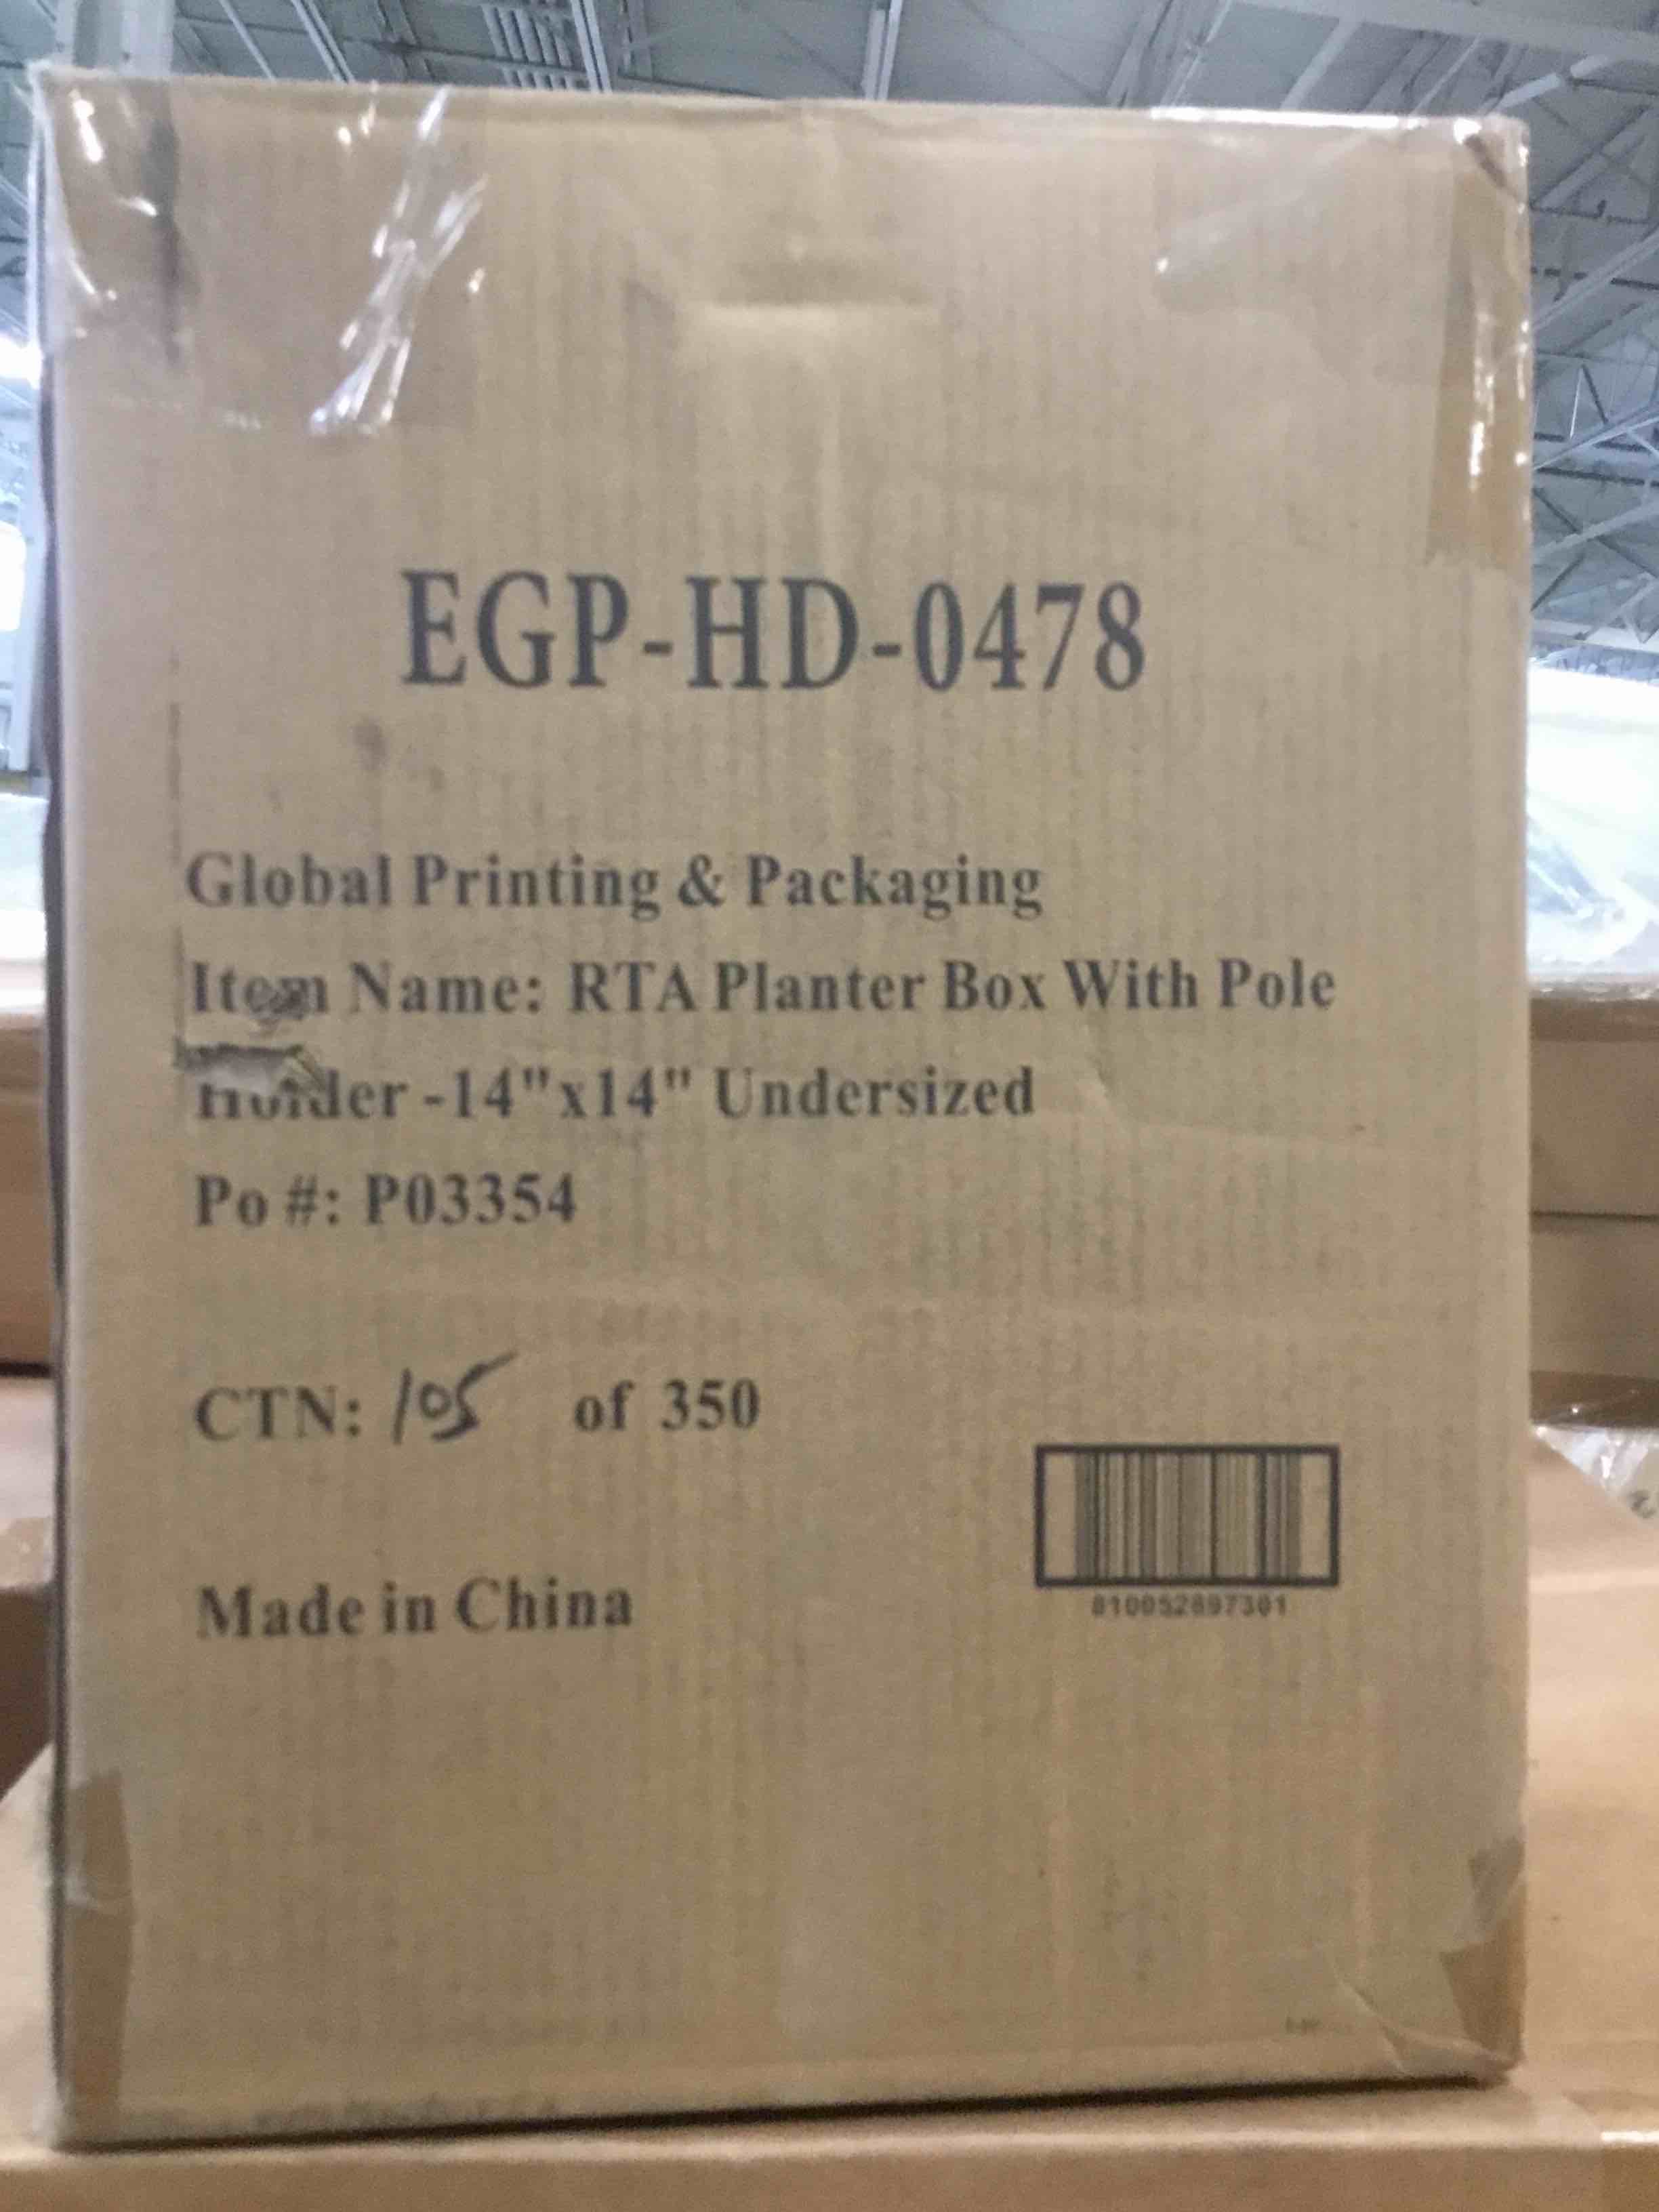 EGP-HD-0478
Global Printing & Packaging
Item Name: RTA Planter Box With Pole
Holder -14"x14" Undersized
Po #: P03354
CTN: 105 of 350
Made in China